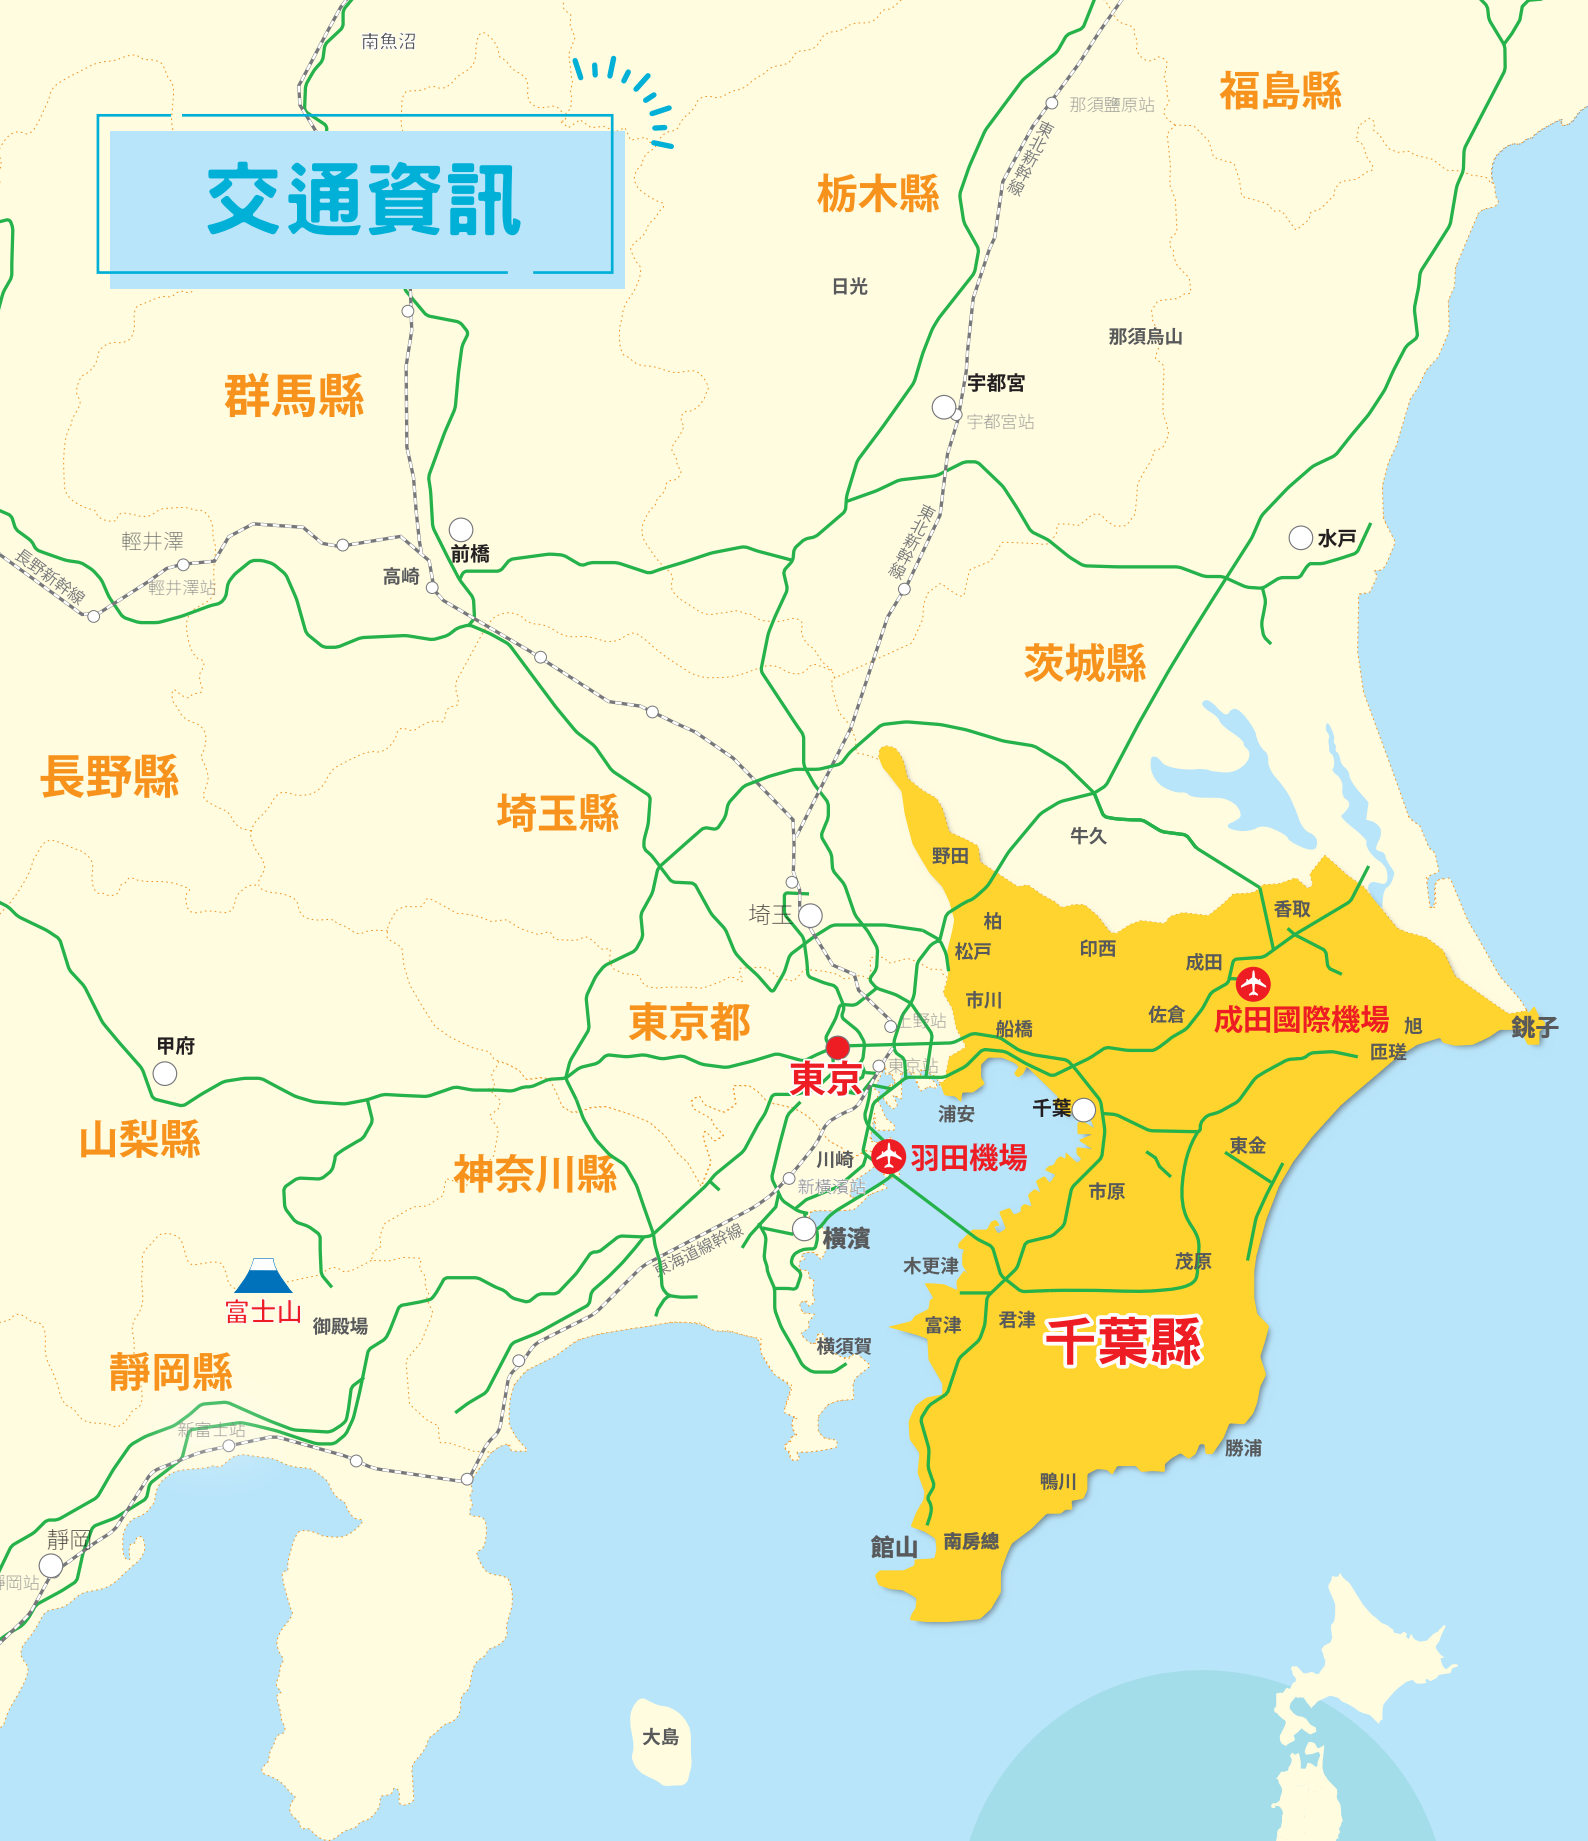 南魚沼
福島縣
那須鹽原站
東北新幹線
交通資訊
栃木縣
日光
那須烏山
群馬縣
宇都宮
宇都宮站
輕井澤
前橋
東北新幹線
水戸
長野新幹線
輕井澤站
高崎
茨城縣
長野縣
埼玉縣
牛久
野田
埼玉
柏
香取
松戸
印西
成田
東京都
市川
上野站
船橋
佐倉
成田國際機場
旭
銚子
甲府
東京站
東京
匝瑳
浦安
千葉
山梨縣
神奈川縣
川崎
羽田機場
東金
新橫濱站
市原
橫濱
東海道線幹線
木更津
茂原
富士山
御殿場
富津
君津
千葉縣
横須賀
靜岡縣
新富士站
勝浦
鴨川
靜岡
館山
南房總
靜岡站
大島